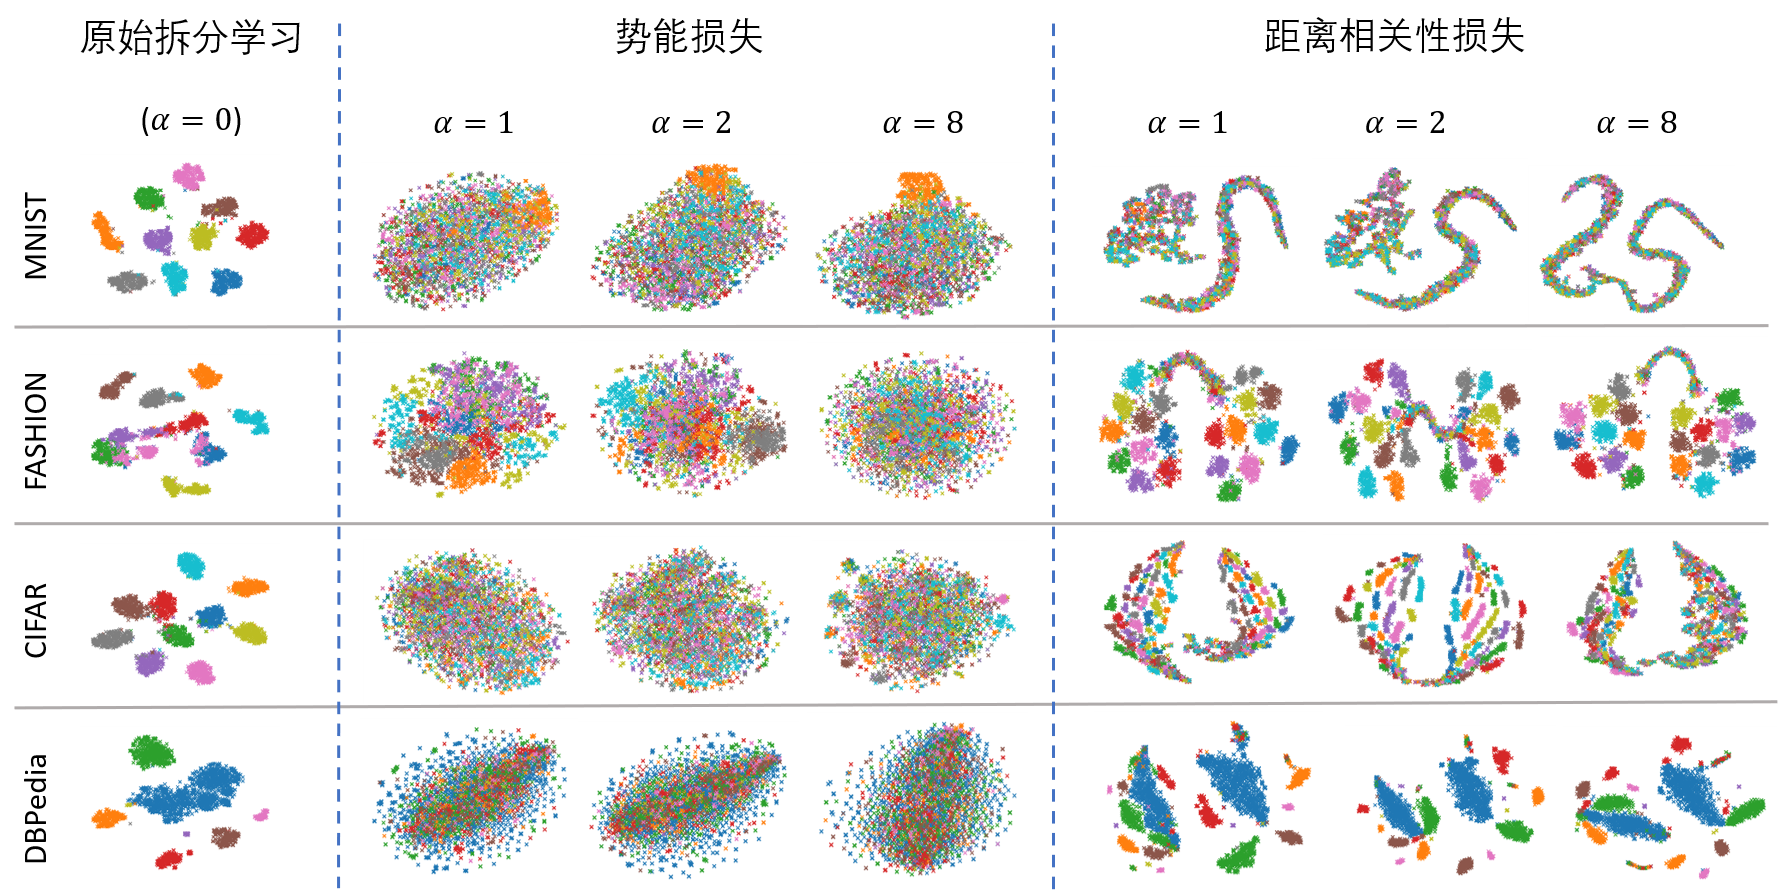 原始拆分学习 势能损失 距离相关性损失
(α = 0) α = 1 α = 2 α = 8 α = 1 α = 2 α = 8
MNIST
FASHION
CIFAR
DBPedia